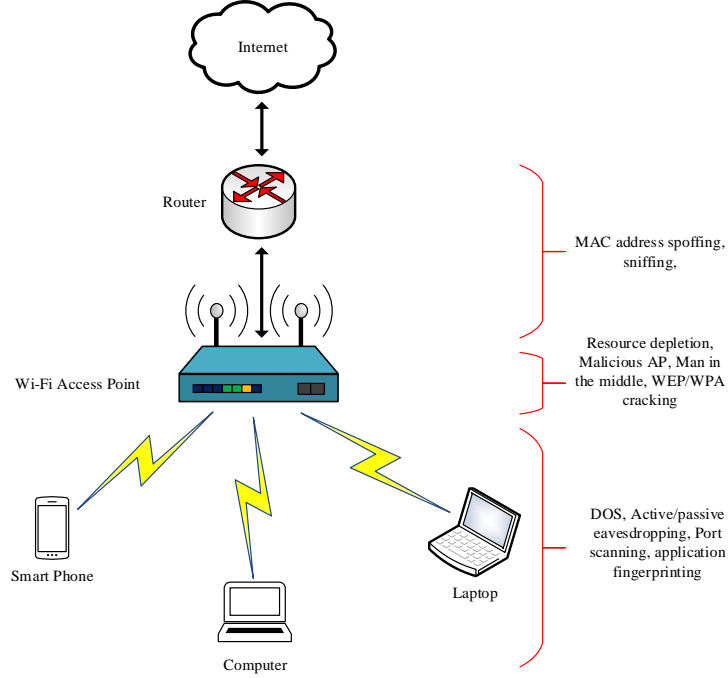 Internet
Router
MAC address spoffing,
sniffing,
Wi-Fi Access Point
Resource depletion,
Malicious AP, Man in
the middle, WEP/WPA
cracking
DOS, Active/passive
eavesdropping, Port
scanning, application
fingerprinting
Smart Phone
Laptop
Computer